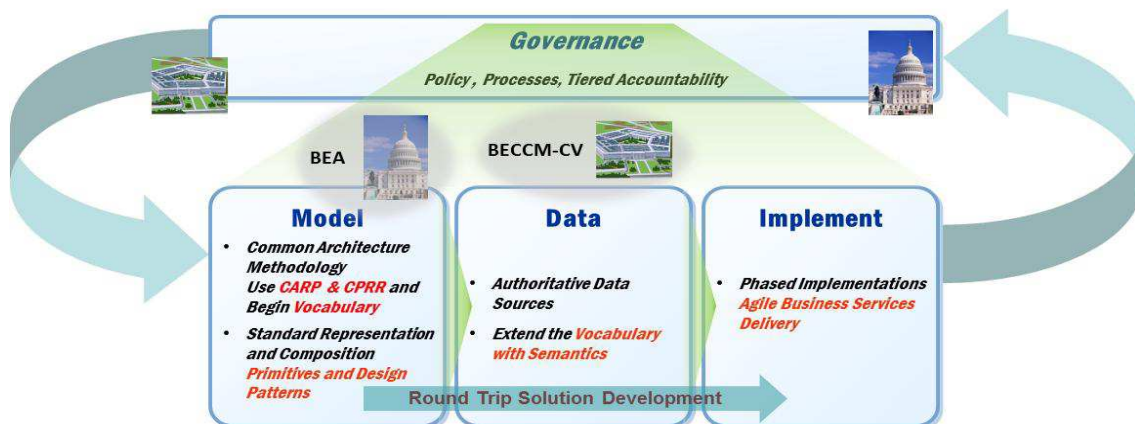 Governance
Policy , Processes, Tiered Accountability
BEA
BECCM-CV
Model
• Common Architecture
Methodology
Use CARP & CPRR and
Begin Vocabulary
• Standard Representation
and Composition
Primitives and Design
Patterns
Data
• Authoritative Data
Sources
• Extend the Vocabulary
with Semantics
Implement
• Phased Implementations
Agile Business Services
Delivery
Round Trip Solution Development